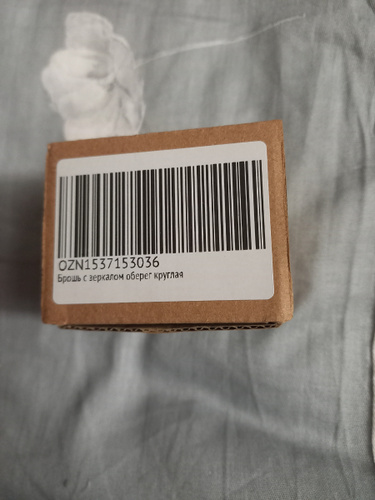 OZN1537153036
Брошь с зеркалом оберег круглая